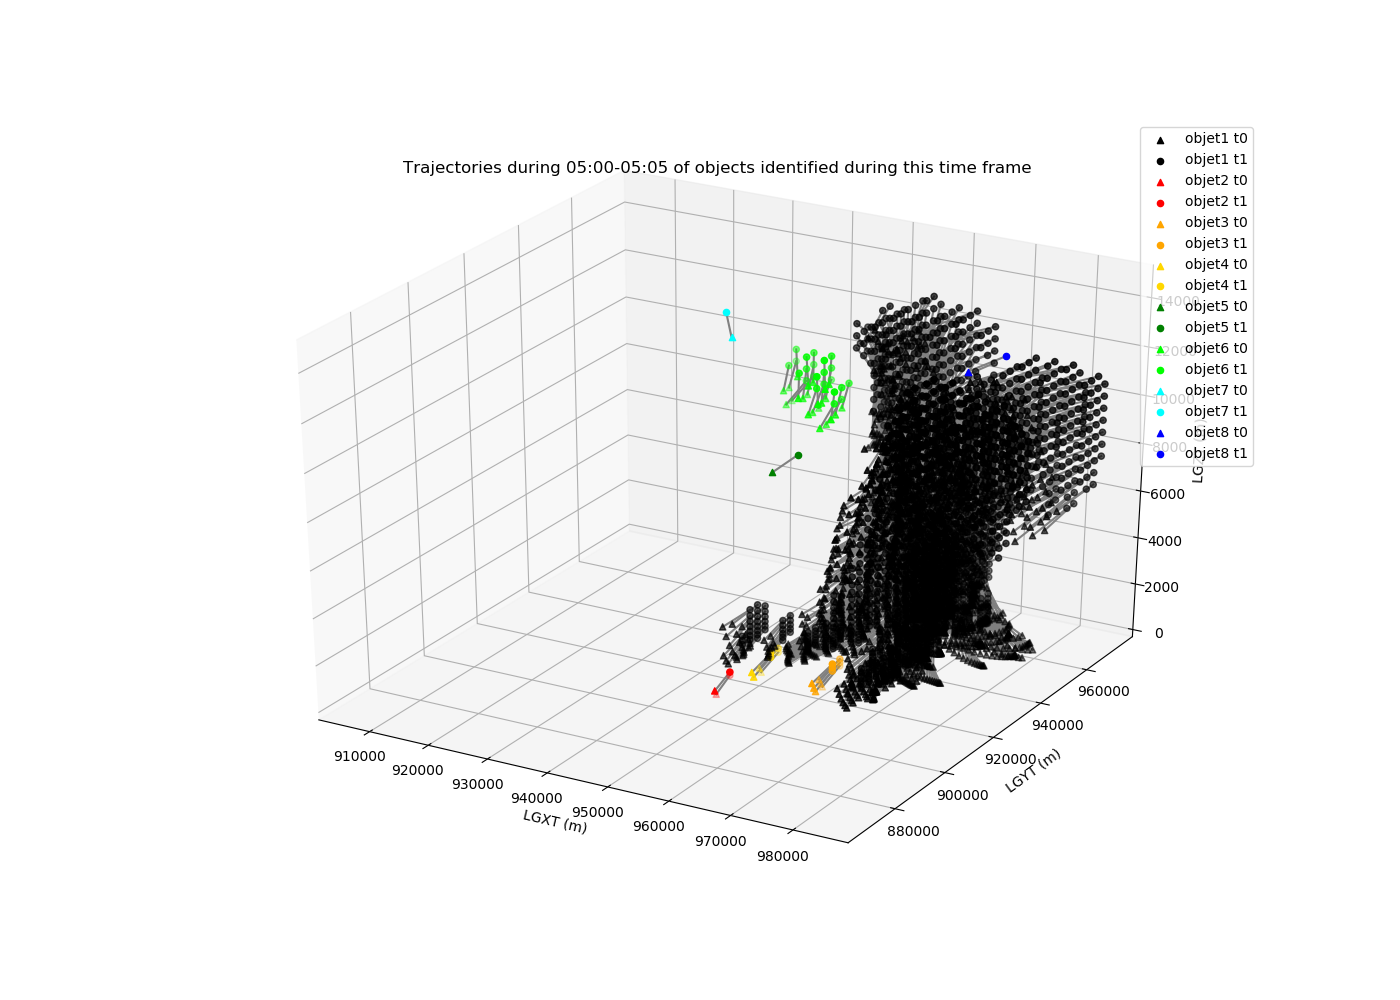 Trajectories during 05:00-05:05 of objects identified during this time frame
objet1 t0
objet1 t1
objet2 t0
objet2 t1
objet3 t0
objet3 t1
objet4 t0
objet4 t1
objet5 t0
objet5 t1
objet6 t0
objet6 t1
objet7 t0
objet7 t1
objet8 t0
objet8 t1
14000
12000
10000
8000
6000
4000
2000
0
960000
940000
920000
900000
880000
LGYT (m)
910000
920000
930000
940000
950000
960000
970000
980000
LGXT (m)